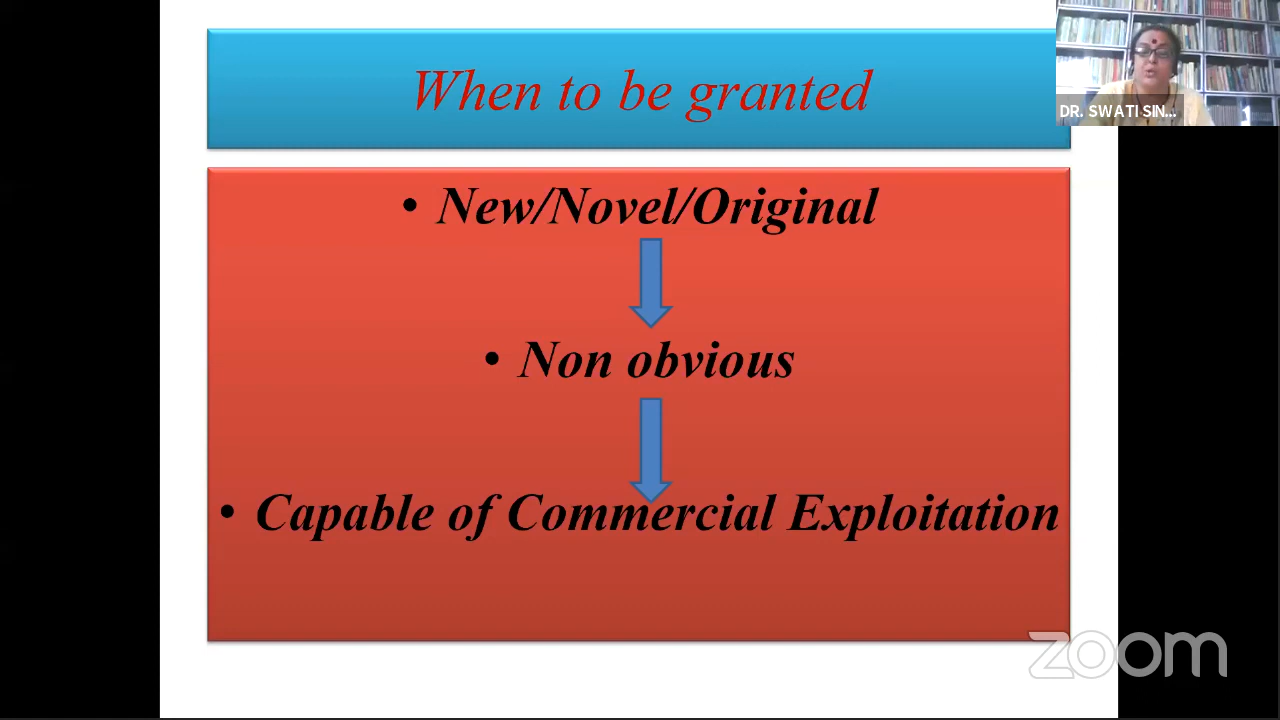 When to be granted
DR. SWATI SIN...
• New/Novel/Original
• Non obvious
• Capable of Commercial Exploitation
zoom